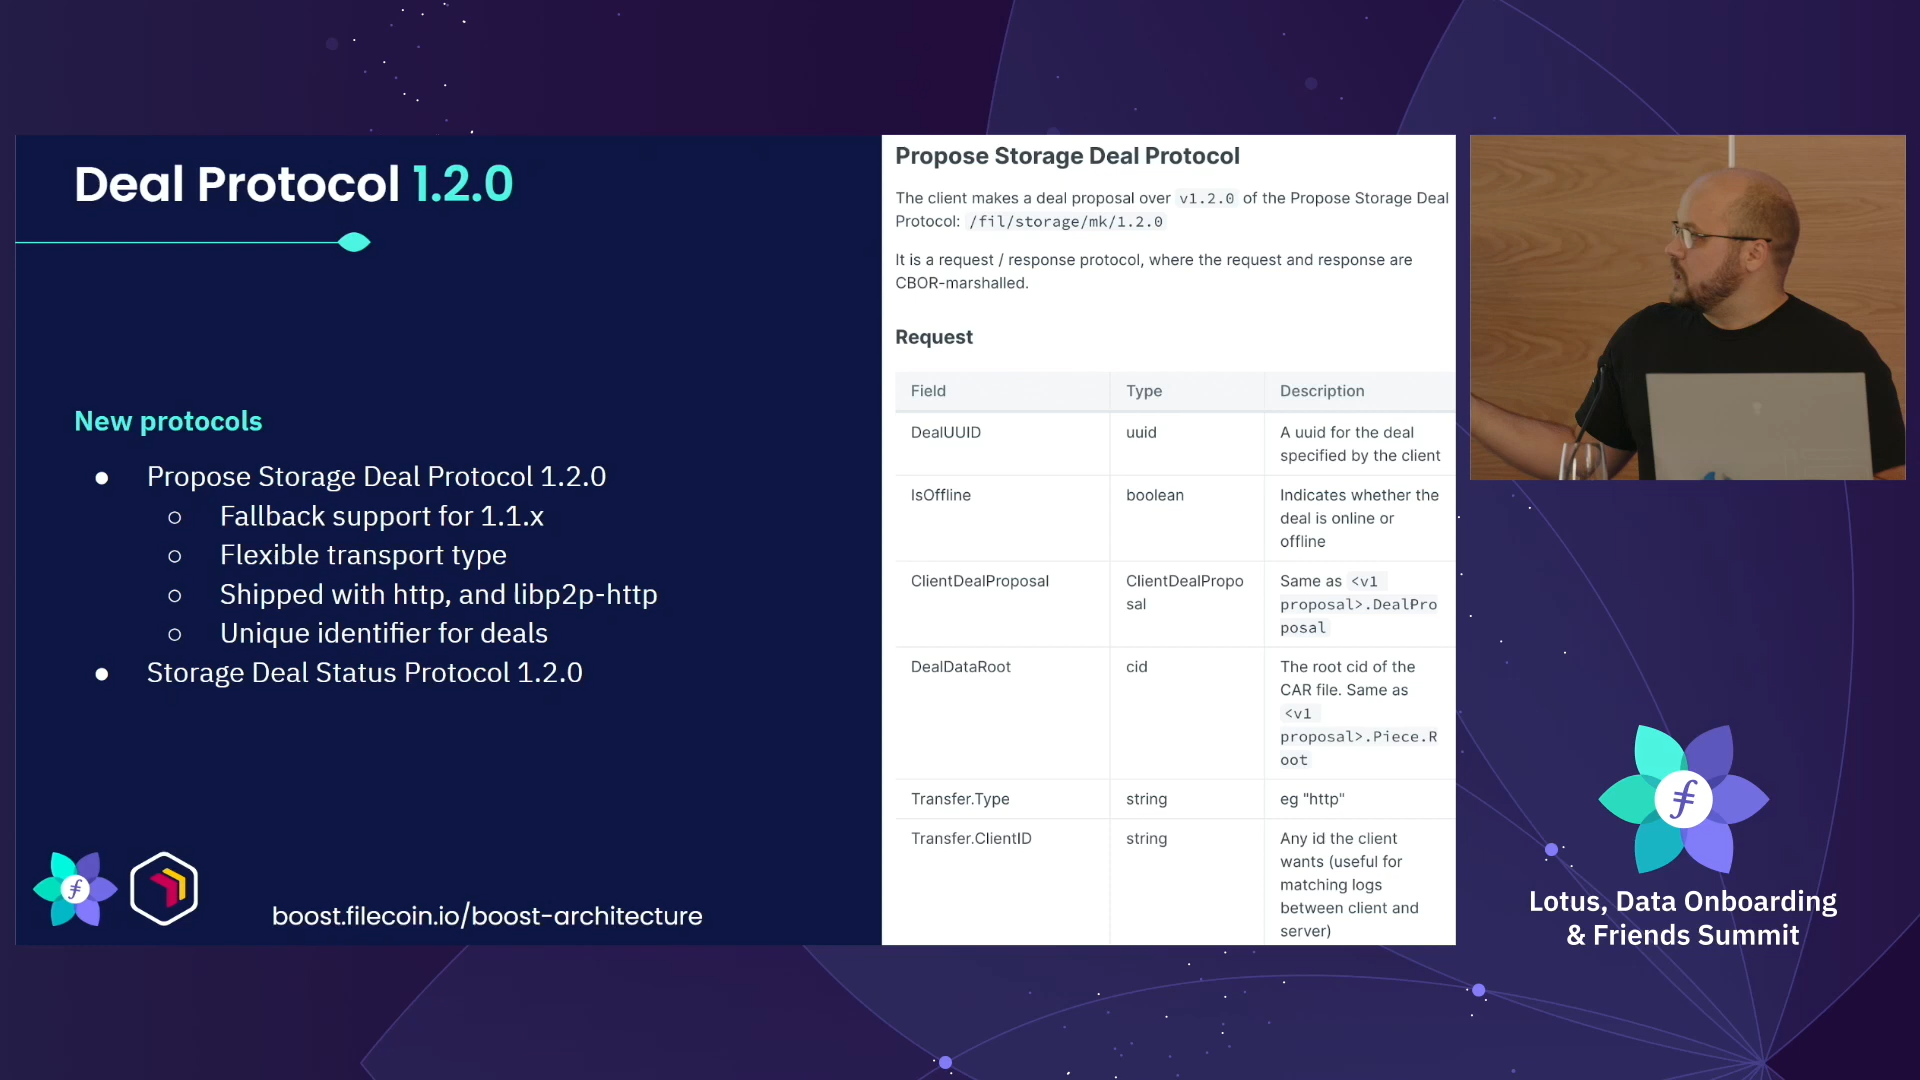 Deal Protocol 1.2.0
New protocols
● Propose Storage Deal Protocol 1.2.0
○ Fallback support for 1.1.x
○ Flexible transport type
○ Shipped with http, and libp2p-http
○ Unique identifier for deals
● Storage Deal Status Protocol 1.2.0
boost.filecoin.io/boost-architecture
Propose Storage Deal Protocol
The client makes a deal proposal over v1.2.0 of the Propose Storage Deal
Protocol: /fil/storage/mk/1.2.0
It is a request / response protocol, where the request and response are
CBOR-marshalled.
Request
Field Type Description
DealUUID uuid A uuid for the deal
specified by the client
IsOffline boolean Indicates whether the
deal is online or
offline
ClientDealProposal ClientDealPropo Same as <v1
sal proposal>.DealPro
posal
DealDataRoot cid The root cid of the
CAR file. Same as
<v1
proposal>.Piece.R
oot
Transfer.Type string eg "http"
Transfer.ClientID string Any id the client
wants (useful for
matching logs
between client and
server)
Lotus, Data Onboarding
& Friends Summit